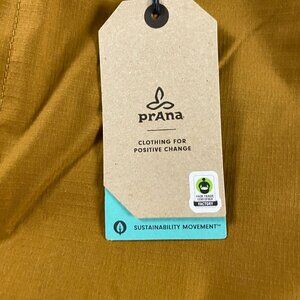 prAna
CLOTHING FOR
POSITIVE CHANGE
FAIR TRADE
CERTIFIED
FACTORY
SUSTAINABILITY MOVEMENT™